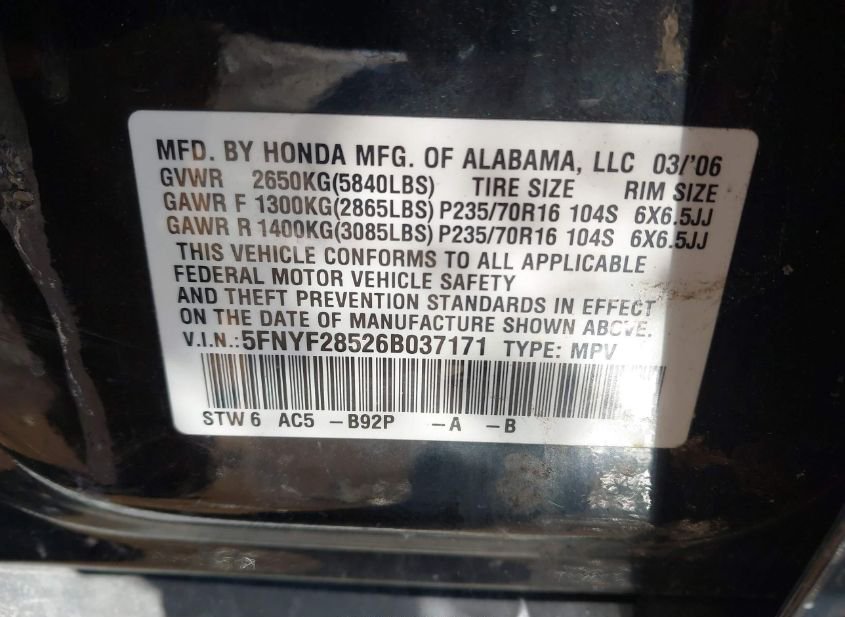 MFD. BY HONDA MFG. OF ALABAMA, LLC 03/'06
GVWR 2650KG(5840LBS) TIRE SIZE RIM SIZE
GAWR F 1300KG(2865LBS) P235/70R16 104S 6X6.5JJ
GAWR R 1400KG(3085LBS) P235/70R16 104S 6X6.5JJ
THIS VEHICLE CONFORMS TO ALL APPLICABLE
FEDERAL MOTOR VEHICLE SAFETY
AND THEFT PREVENTION STANDARDS IN EFFECT
ON THE DATE OF MANUFACTURE SHOWN ABOVE.
V.I.N.: 5FNYF28526B037171 TYPE: MPV
STW 6 AC5 -B92P -A -B